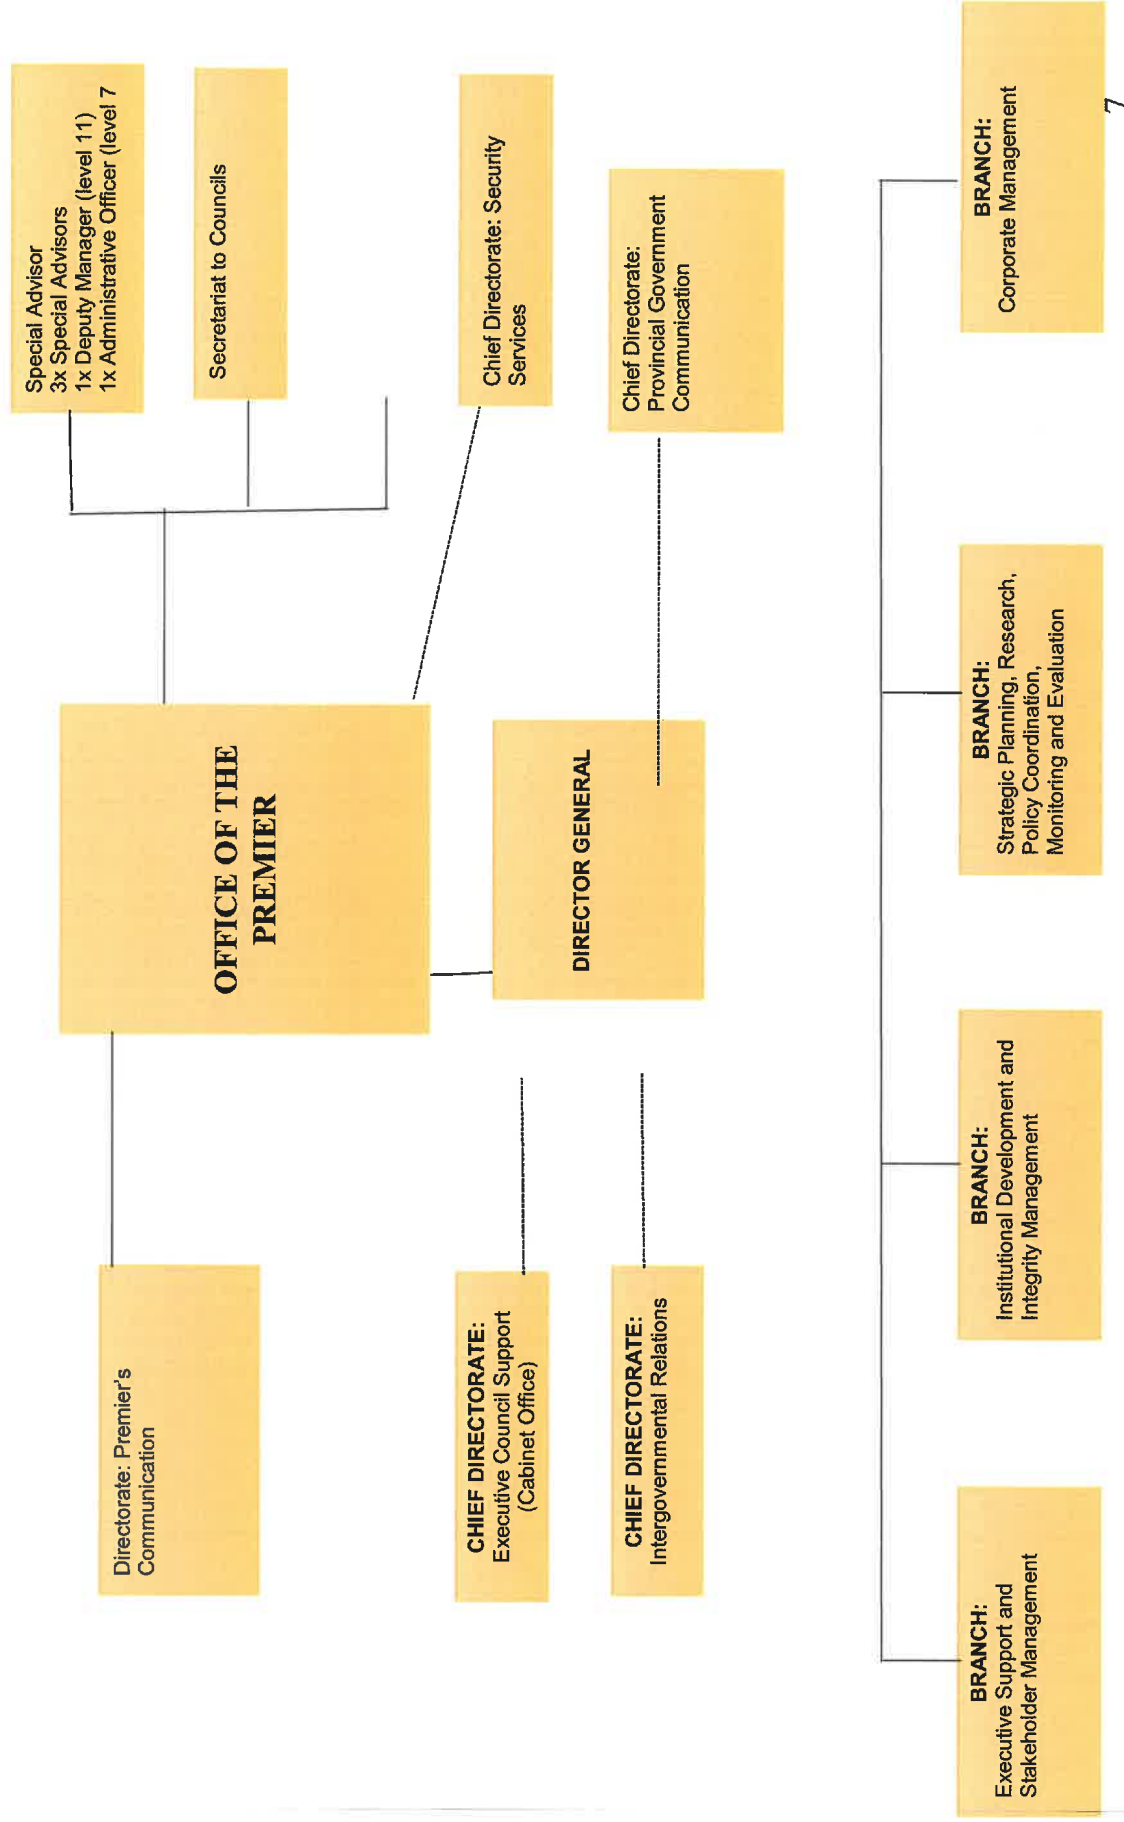 Directorate: Premier's
Communication
OFFICE OF THE
PREMIER
Special Advisor
3x Special Advisors
1x Deputy Manager (level 11)
1x Administrative Officer (level 7
Secretariat to Councils
CHIEF DIRECTORATE:
Executive Council Support
(Cabinet Office)
DIRECTOR GENERAL
Chief Directorate: Security
Services
CHIEF DIRECTORATE:
Intergovernmental Relations
Chief Directorate:
Provincial Government
Communication
BRANCH:
Executive Support and
Stakeholder Management
BRANCH:
Institutional Development and
Integrity Management
BRANCH:
Strategic Planning, Research,
Policy Coordination,
Monitoring and Evaluation
BRANCH:
Corporate Management
7